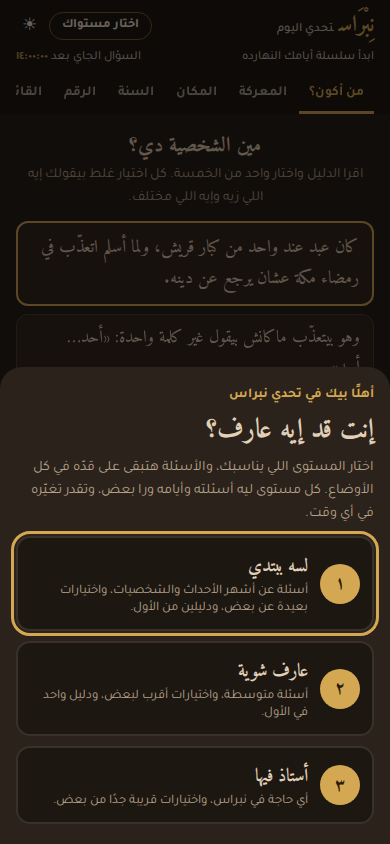 نبراس تحدي اليوم
اختار مستواك
ابدأ سلسلة أيامك النهارده
السؤال الجاي بعد ١٤:٠٠:٠٠
من أكون؟ المعركة المكان السنة الرقم
مين الشخصية دي؟
اقرا الدليل واختار واحد من الخمسة. كل اختيار غلط بيقولك إيه
اللي زيه وإيه اللي مختلف.
كان عبد عند واحد من كبار قريش، ولما أسلم اتعذّب في
رمضاء مكة عشان يرجع عن دينه.
وهو بيتعذّب ماكانش بيقول غير كلمة واحدة: «أحد...
أهلًا بيك في تحدي نبراس
إنت قد إيه عارف؟
اختار المستوى اللي يناسبك، والأسئلة هتبقى على قدّه في كل
الأوضاع. كل مستوى ليه أسئلته وأيامه ورا بعض، وتقدر تغيّره
في أي وقت.
١
لسه ببتدي
أسئلة عن أشهر الأحداث والشخصيات، واختيارات
بعيدة عن بعض، ودليلين من الأول.
٢
عارف شوية
أسئلة متوسطة، واختيارات أقرب لبعض، ودليل واحد
في الأول.
٣
أستاذ فيها
أي حاجة في نبراس، واختيارات قريبة جدًا من بعض.